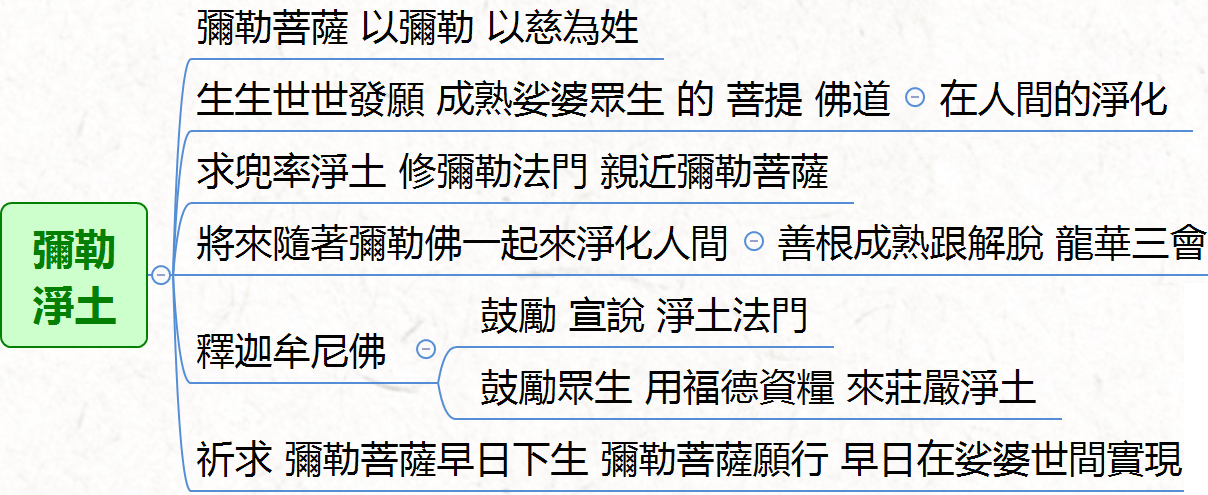 彌勒
淨土
彌勒菩薩 以彌勒 以慈為姓
生生世世發願 成熟娑婆眾生 的 菩提 佛道
在人間的淨化
求兜率淨土 修彌勒法門 親近彌勒菩薩
將來隨著彌勒佛一起來淨化人間
善根成熟跟解脫 龍華三會
釋迦牟尼佛
鼓勵 宣說 淨土法門
鼓勵眾生 用福德資糧 來莊嚴淨土
祈求 彌勒菩薩早日下生 彌勒菩薩願行 早日在娑婆世間實現